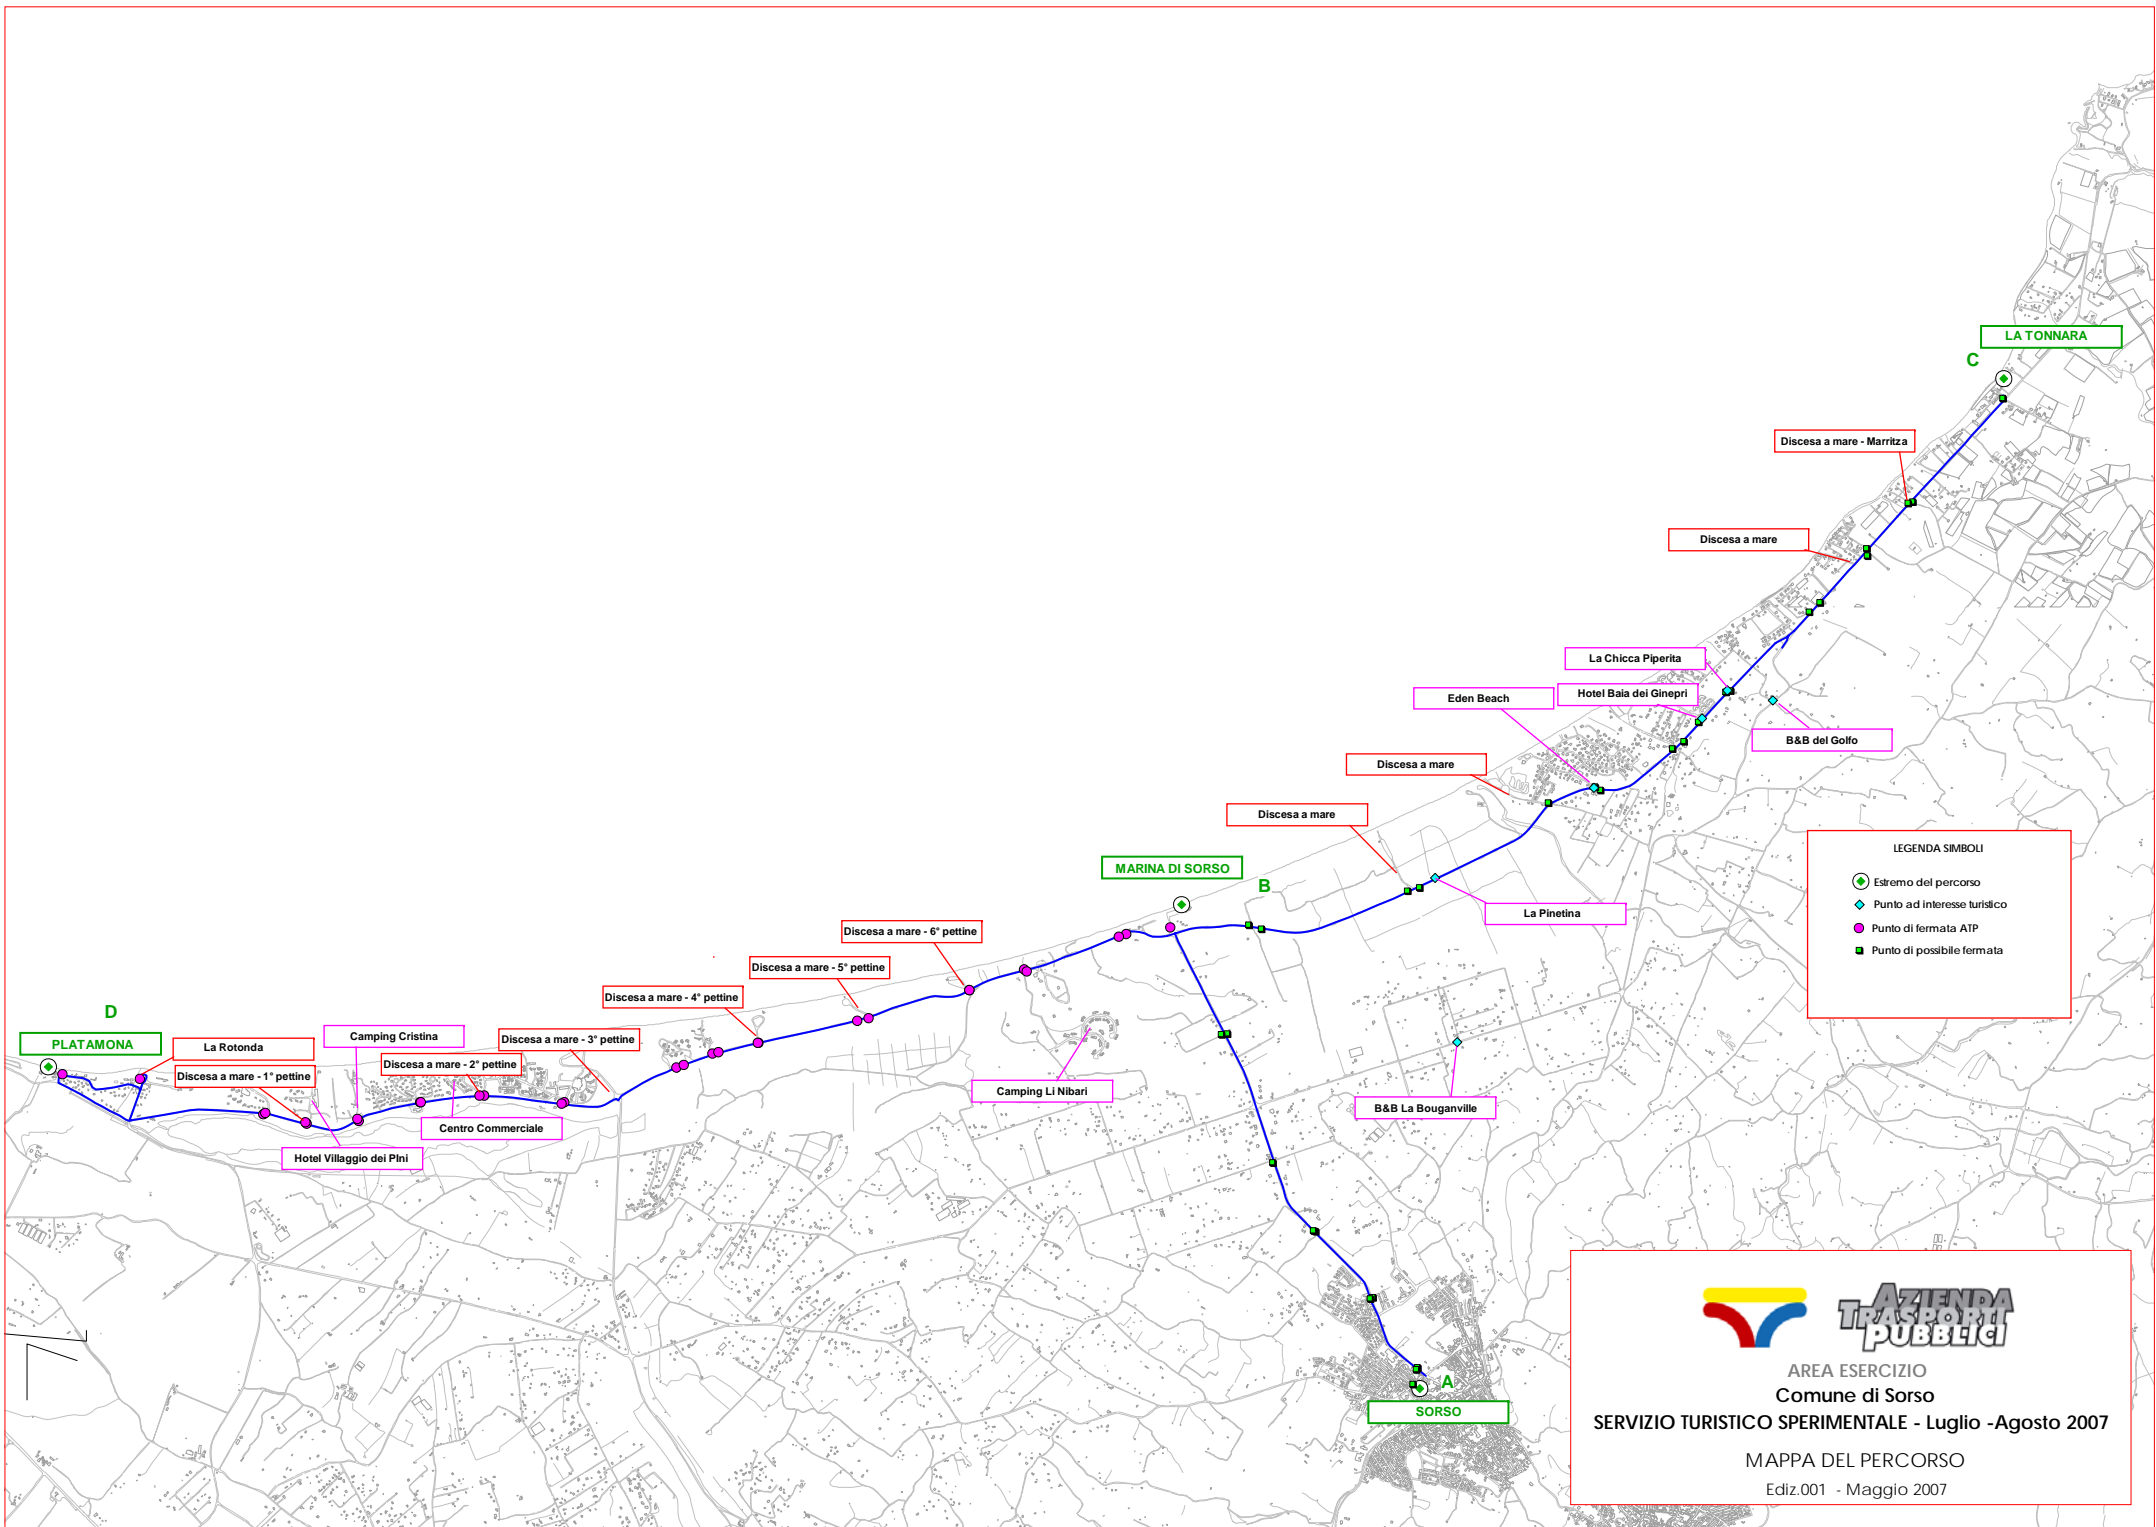 LA TONNARA
C
Discesa a mare - Marritza
Discesa a mare
La Chicca Piperita
Hotel Baia dei Ginepri
Eden Beach
B&B del Golfo
Discesa a mare
Discesa a mare
MARINA DI SORSO
B
La Pinetina
LEGENDA SIMBOLI
Estremo del percorso
Punto ad interesse turistico
Punto di fermata ATP
Punto di possibile fermata
Discesa a mare - 6° pettine
Discesa a mare - 5° pettine
Discesa a mare - 4° pettine
D
PLATAMONA
La Rotonda
Camping Cristina
Discesa a mare - 3° pettine
Discesa a mare - 1° pettine
Discesa a mare - 2° pettine
Camping Li Nibari
B&B La Bouganville
Centro Commerciale
Hotel Villaggio dei PIni
A
SORSO
AZIENDA
TRASPORTI
PUBBLICI
AREA ESERCIZIO
Comune di Sorso
SERVIZIO TURISTICO SPERIMENTALE - Luglio -Agosto 2007
MAPPA DEL PERCORSO
Ediz.001 - Maggio 2007